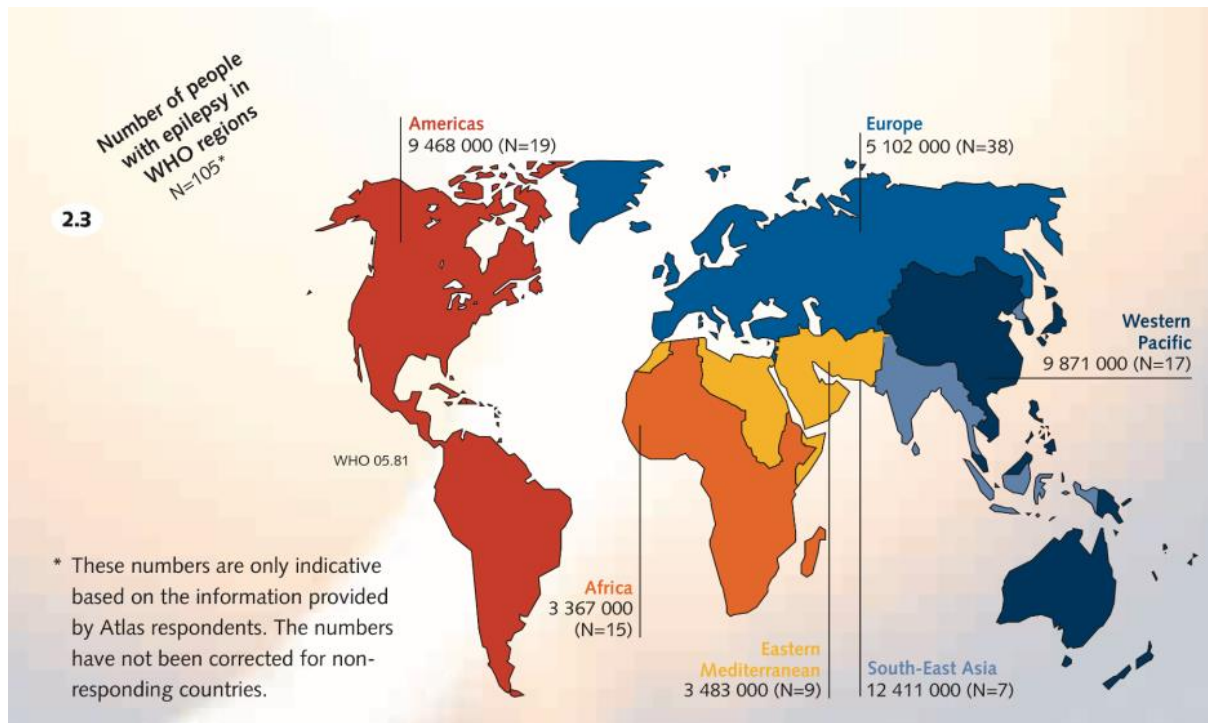 Number of people
with epilepsy in
WHO regions
N=105*
2.3
Americas
9 468 000 (N=19)
Europe
5 102 000 (N=38)
Western
Pacific
9 871 000 (N=17)
WHO 05.81
Africa
3 367 000
(N=15)
Eastern
Mediterranean
3 483 000 (N=9)
South-East Asia
12 411 000 (N=7)
* These numbers are only indicative
based on the information provided
by Atlas respondents. The numbers
have not been corrected for non-
responding countries.